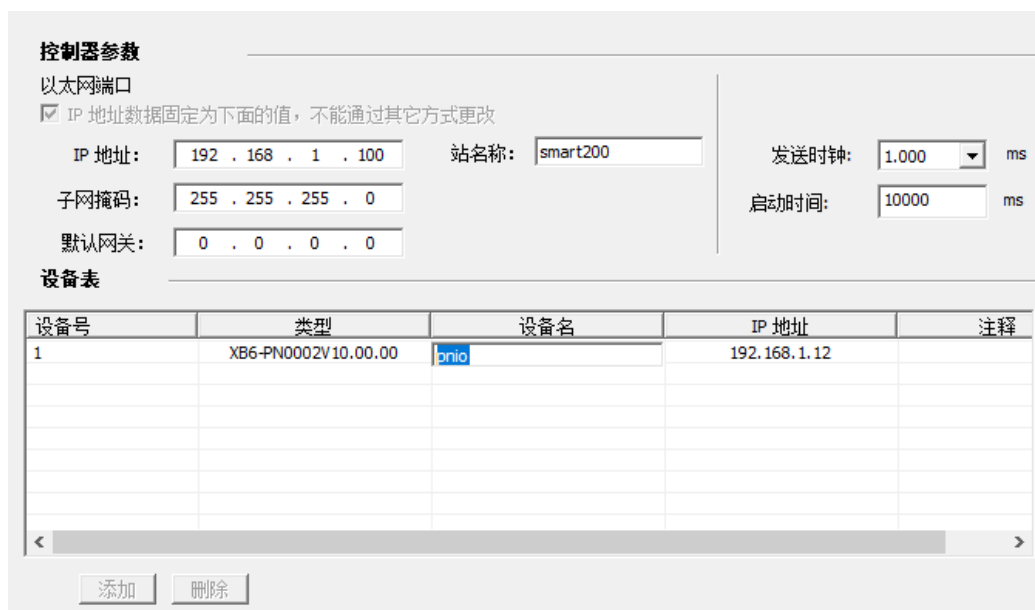 控制器参数
以太网端口
IP 地址数据固定为下面的值，不能通过其它方式更改
IP 地址: 192 . 168 . 1 . 100 站名称: smart200 发送时钟: 1.000 ms
子网掩码: 255 . 255 . 255 . 0 启动时间: 10000 ms
默认网关: 0 . 0 . 0 . 0
设备表
设备号 类型 设备名 IP 地址 注释
1 XB6-PN0002V10.00.00 pnio 192.168.1.12
添加 删除